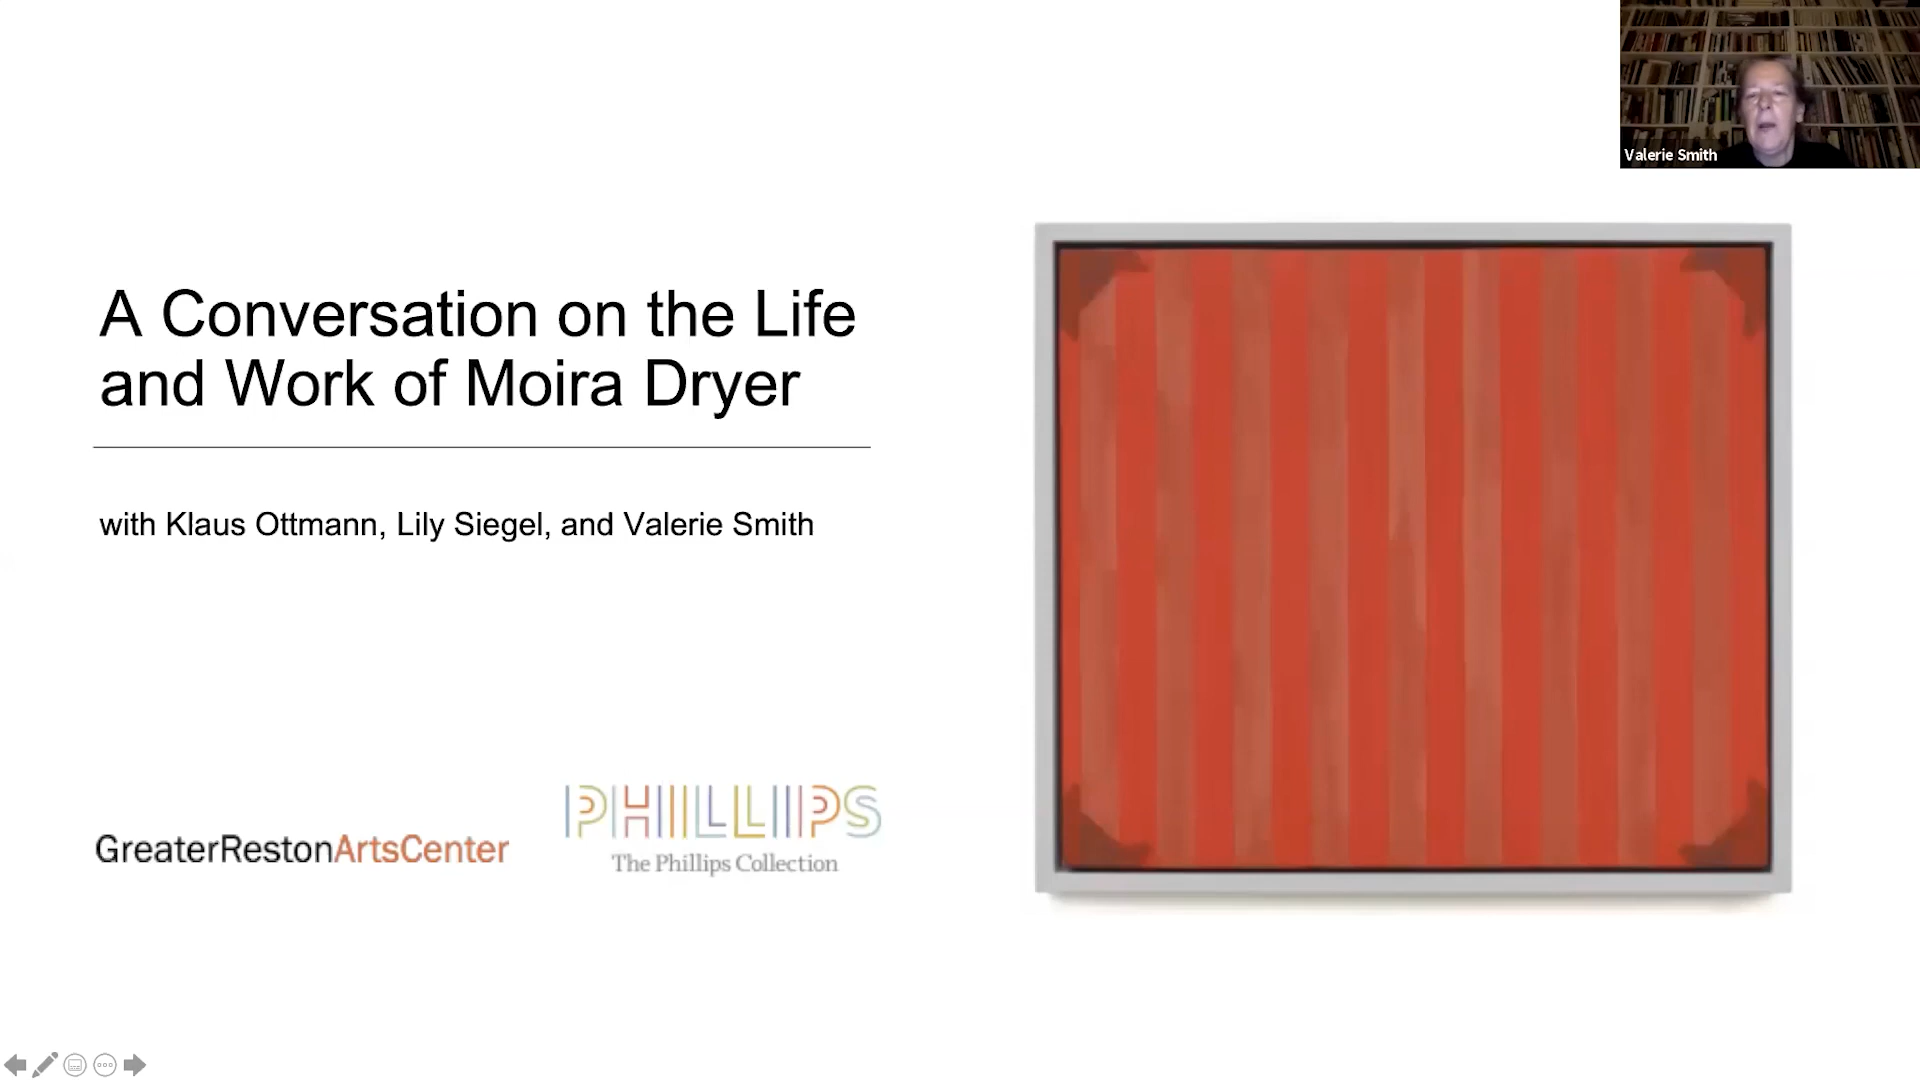 Valerie Smith
A Conversation on the Life
and Work of Moira Dryer
with Klaus Ottmann, Lily Siegel, and Valerie Smith
GreaterRestonArtsCenter
PHILLIPS
The Phillips Collection